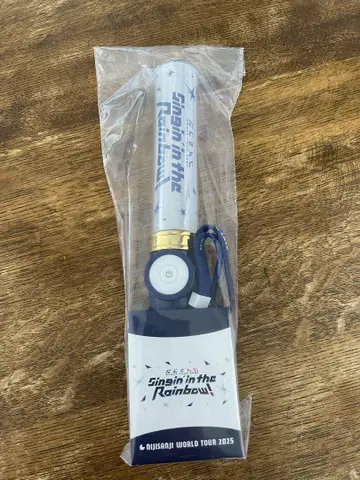 Singin' in the
Rainbow!
Singin' in the
Rainbow!
NIJISANJI WORLD TOUR 2025